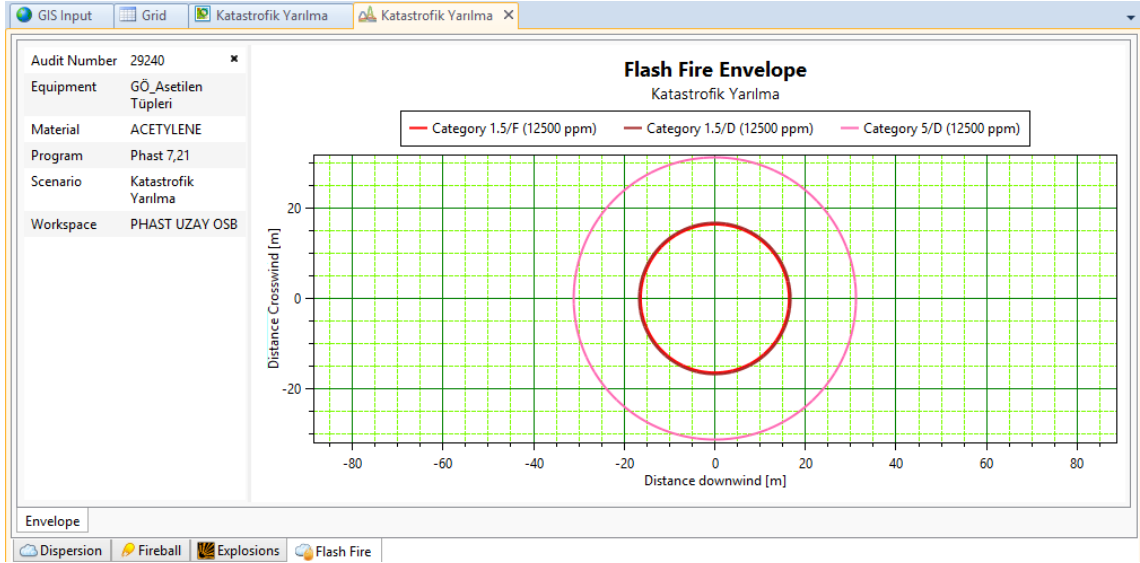 GIS Input
Grid
Katastrofik Yarılma
Katastrofik Yarılma
Audit Number 29240
Equipment GÖ_Asetilen
Tüpleri
Material ACETYLENE
Program Phast 7,21
Scenario Katastrofik
Yarılma
Workspace PHAST UZAY OSB
Flash Fire Envelope
Katastrofik Yarılma
Category 1.5/F (12500 ppm) Category 1.5/D (12500 ppm) Category 5/D (12500 ppm)
Distance Crosswind [m]
20
0
-20
-80 -60 -40 -20 0 20 40 60 80
Distance downwind [m]
Envelope
Dispersion Fireball Explosions Flash Fire